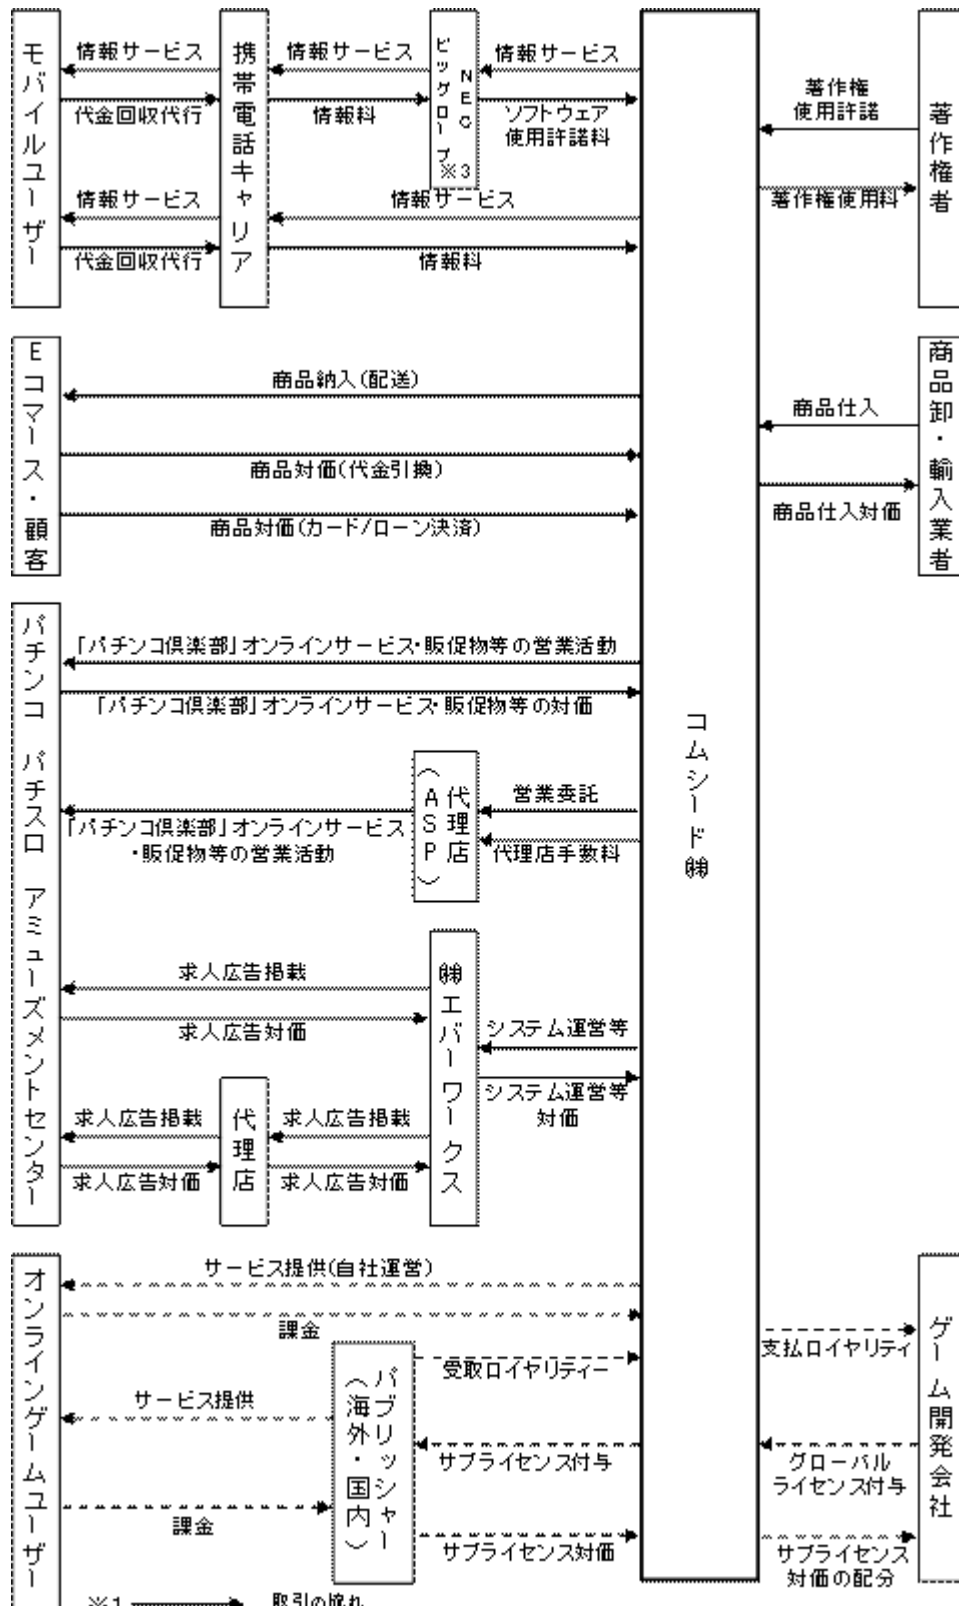 モバイルユーザー
情報サービス
代金回収代行
情報サービス
代金回収代行
携帯電話キャリア
情報サービス
情報料
NEC
ビッグローブ
※3
情報サービス
ソフトウェア
使用許諾料
情報サービス
情報料
著作権
使用許諾
著作権使用料
著作権者
Eコマース・顧客
商品納入(配送)
商品対価(代金引換)
商品対価(カード/ローン決済)
商品仕入
商品仕入対価
商品卸・輸入業者
パチンコ パチスロ アミューズメントセンター
「パチンコ倶楽部」オンラインサービス・販促物等の営業活動
「パチンコ倶楽部」オンラインサービス・販促物等の対価
「パチンコ倶楽部」オンラインサービス
・販促物等の営業活動
代理店
(ASP)
営業委託
代理店手数料
コムシード㈱
求人広告掲載
求人広告対価
㈱エバーワークス
システム運営等
システム運営等
対価
求人広告掲載
求人広告対価
代理店
求人広告掲載
求人広告対価
オンラインゲームユーザー
サービス提供(自社運営)
課金
サービス提供
課金
パブリッシャー
(海外・国内)
受取ロイヤリティー
サブライセンス付与
サブライセンス対価
支払ロイヤリティ
グローバル
ライセンス付与
サブライセンス
対価の配分
ゲーム開発会社
※1 取引の流れ